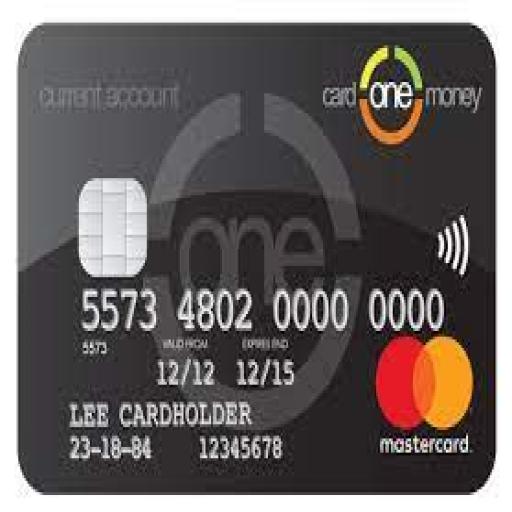 current account
card one money
one
5573 4802 0000 0000
5573 VALID FROM EXPIRES END
12/12 12/15
LEE CARDHOLDER
23-18-84 12345678
mastercard